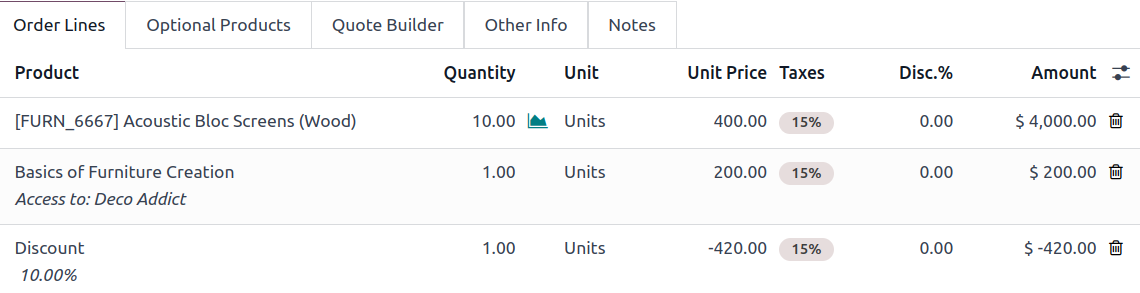 Order Lines Optional Products Quote Builder Other Info Notes
Product Quantity Unit Unit Price Taxes Disc.% Amount
[FURN_6667] Acoustic Bloc Screens (Wood) 10.00 Units 400.00 15% 0.00 $ 4,000.00
Basics of Furniture Creation 1.00 Units 200.00 15% 0.00 $ 200.00
Access to: Deco Addict
Discount 1.00 Units -420.00 15% 0.00 $ -420.00
10.00%